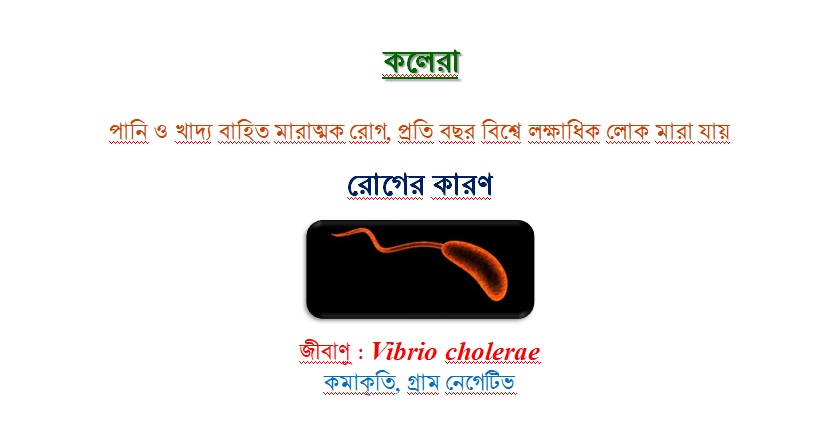 কলেরা
পানি ও খাদ্য বাহিত মারাত্মক রোগ, প্রতি বছর বিশ্বে লক্ষাধিক লোক মারা যায়
রোগের কারণ
জীবাণু : Vibrio cholerae
কমাকৃতি, গ্রাম নেগেটিভ